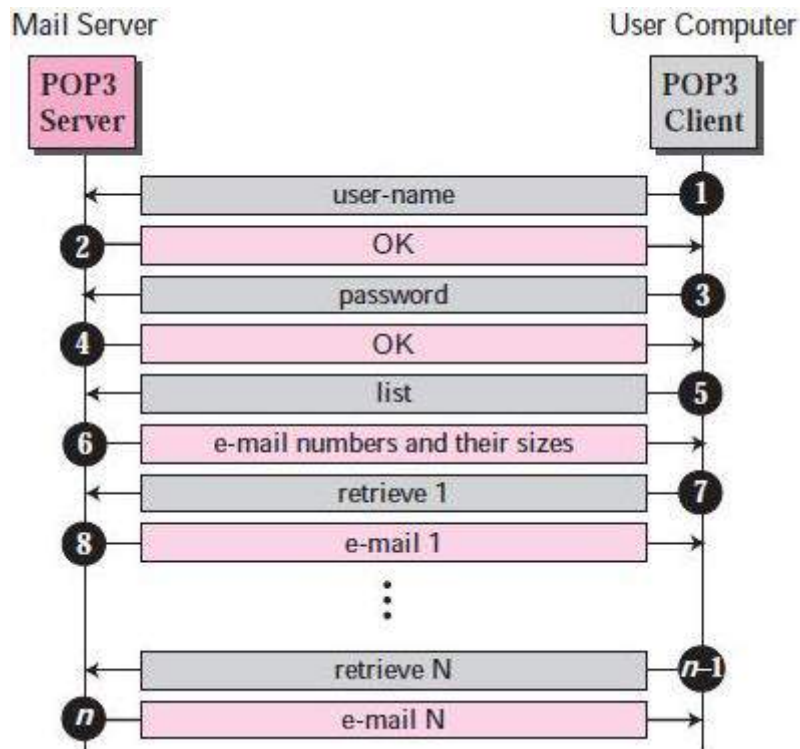 Mail Server
User Computer
POP3
Server
POP3
Client
user-name
1
2
OK
password
3
4
OK
list
5
6
e-mail numbers and their sizes
retrieve 1
7
8
e-mail 1
retrieve N
n–1
n
e-mail N